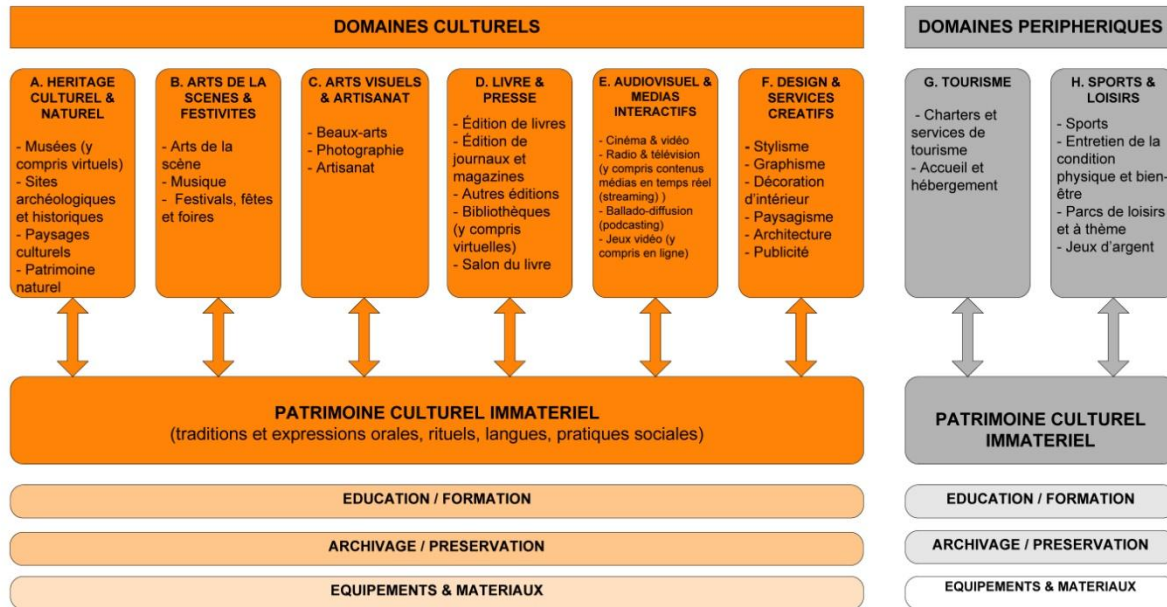 DOMAINES CULTURELS
A. HERITAGE
CULTUREL &
NATUREL
- Musées (y
compris virtuels)
- Sites
archéologiques
et historiques
- Paysages
culturels
- Patrimoine
naturel
B. ARTS DE LA
SCENES &
FESTIVITES
- Arts de la
scène
- Musique
- Festivals, fêtes
et foires
C. ARTS VISUELS
& ARTISANAT
- Beaux-arts
- Photographie
- Artisanat
D. LIVRE &
PRESSE
- Édition de livres
- Édition de
journaux et
magazines
- Autres éditions
- Bibliothèques
(y compris
virtuelles)
- Salon du livre
E. AUDIOVISUEL &
MEDIAS
INTERACTIFS
- Cinéma & vidéo
- Radio & télévision
(y compris contenus
médias en temps réel
(streaming) )
- Ballado-diffusion
(podcasting)
- Jeux vidéo (y
compris en ligne)
F. DESIGN &
SERVICES
CREATIFS
- Stylisme
- Graphisme
- Décoration
d'intérieur
- Paysagisme
- Architecture
- Publicité
PATRIMOINE CULTUREL IMMATERIEL
(traditions et expressions orales, rituels, langues, pratiques sociales)
EDUCATION / FORMATION
ARCHIVAGE / PRESERVATION
EQUIPEMENTS & MATERIAUX
DOMAINES PERIPHERIQUES
G. TOURISME
- Charters et
services de
tourisme
- Accueil et
hébergement
H. SPORTS &
LOISIRS
- Sports
- Entretien de la
condition
physique et bien-
être
- Parcs de loisirs
et à thème
- Jeux d'argent
PATRIMOINE CULTUREL
IMMATERIEL
EDUCATION / FORMATION
ARCHIVAGE / PRESERVATION
EQUIPEMENTS & MATERIAUX